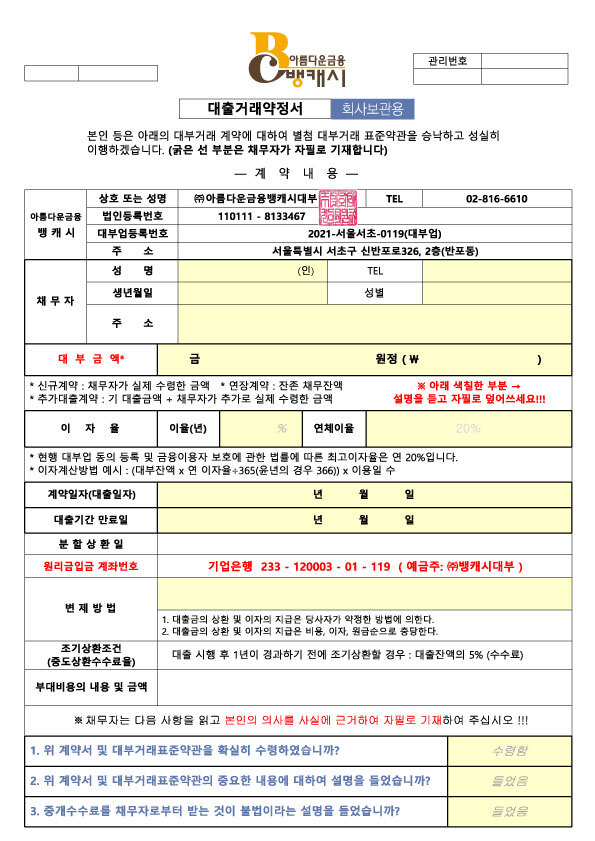 BC 아름다운금융
뱅캐시
관리번호
대출거래약정서 회사보관용
본인 등은 아래의 대부거래 계약에 대하여 별첨 대부거래 표준약관을 승낙하고 성실히
이행하겠습니다. (굵은 선 부분은 채무자가 자필로 기재합니다)
― 계 약 내 용 ―
아름다운금융
뱅 캐 시
상호 또는 성명 ㈜아름다운금융뱅캐시대부 TEL 02-816-6610
법인등록번호 110111 - 8133467
대부업등록번호 2021-서울서초-0119(대부업)
주 소 서울특별시 서초구 신반포로326, 2층(반포동)
채 무 자
성 명 (인) TEL
생년월일 성별
주 소
대 부 금 액* 금 원정 ( ₩ )
* 신규계약 : 채무자가 실제 수령한 금액 * 연장계약 : 잔존 채무잔액
* 추가대출계약 : 기 대출금액 + 채무자가 추가로 실제 수령한 금액
※ 아래 색칠한 부분 →
설명을 듣고 자필로 덮어쓰세요!!!
이 자 율 이율(년) % 연체이율 20%
* 현행 대부업 동의 등록 및 금융이용자 보호에 관한 법률에 따른 최고이자율은 연 20%입니다.
* 이자계산방법 예시 : (대부잔액 x 연 이자율÷365(윤년의 경우 366)) x 이용일 수
계약일자(대출일자) 년 월 일
대출기간 만료일 년 월 일
분 할 상 환 일
원리금입금 계좌번호 기업은행 233 - 120003 - 01 - 119 ( 예금주: ㈜뱅캐시대부 )
변 제 방 법
1. 대출금의 상환 및 이자의 지급은 당사자가 약정한 방법에 의한다.
2. 대출금의 상환 및 이자의 지급은 비용, 이자, 원금순으로 충당한다.
조기상환조건
(중도상환수수료율)
대출 시행 후 1년이 경과하기 전에 조기상환할 경우 : 대출잔액의 5% (수수료)
부대비용의 내용 및 금액
※ 채무자는 다음 사항을 읽고 본인의 의사를 사실에 근거하여 자필로 기재하여 주십시오 !!!
1. 위 계약서 및 대부거래표준약관을 확실히 수령하였습니까? 수령함
2. 위 계약서 및 대부거래표준약관의 중요한 내용에 대하여 설명을 들었습니까? 들었음
3. 중개수수료를 채무자로부터 받는 것이 불법이라는 설명을 들었습니까? 들었음